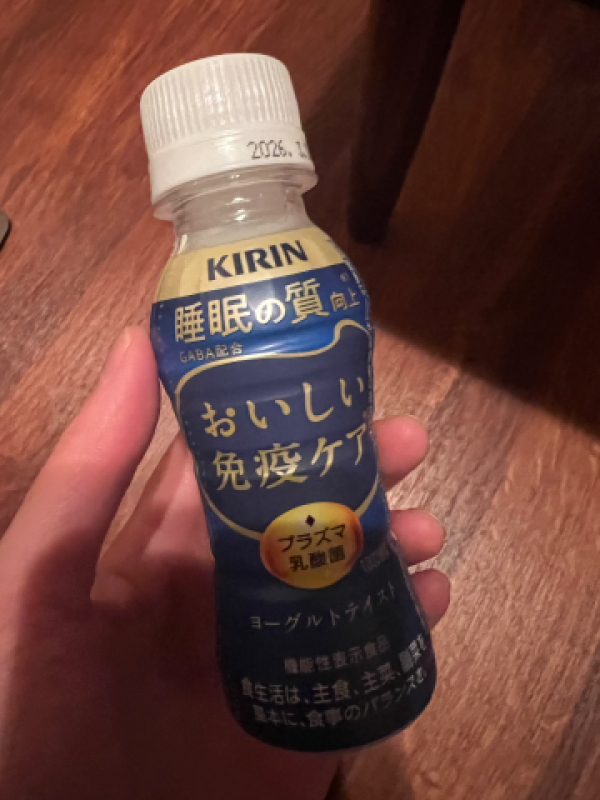 2026.
KIRIN
睡眠の質向上
GABA配合
おいしい
免疫ケア
プラズマ
乳酸菌
ヨーグルトテイスト
機能性表示食品
食生活は、主食、主菜、副菜を
基本に、食事のバランスを。